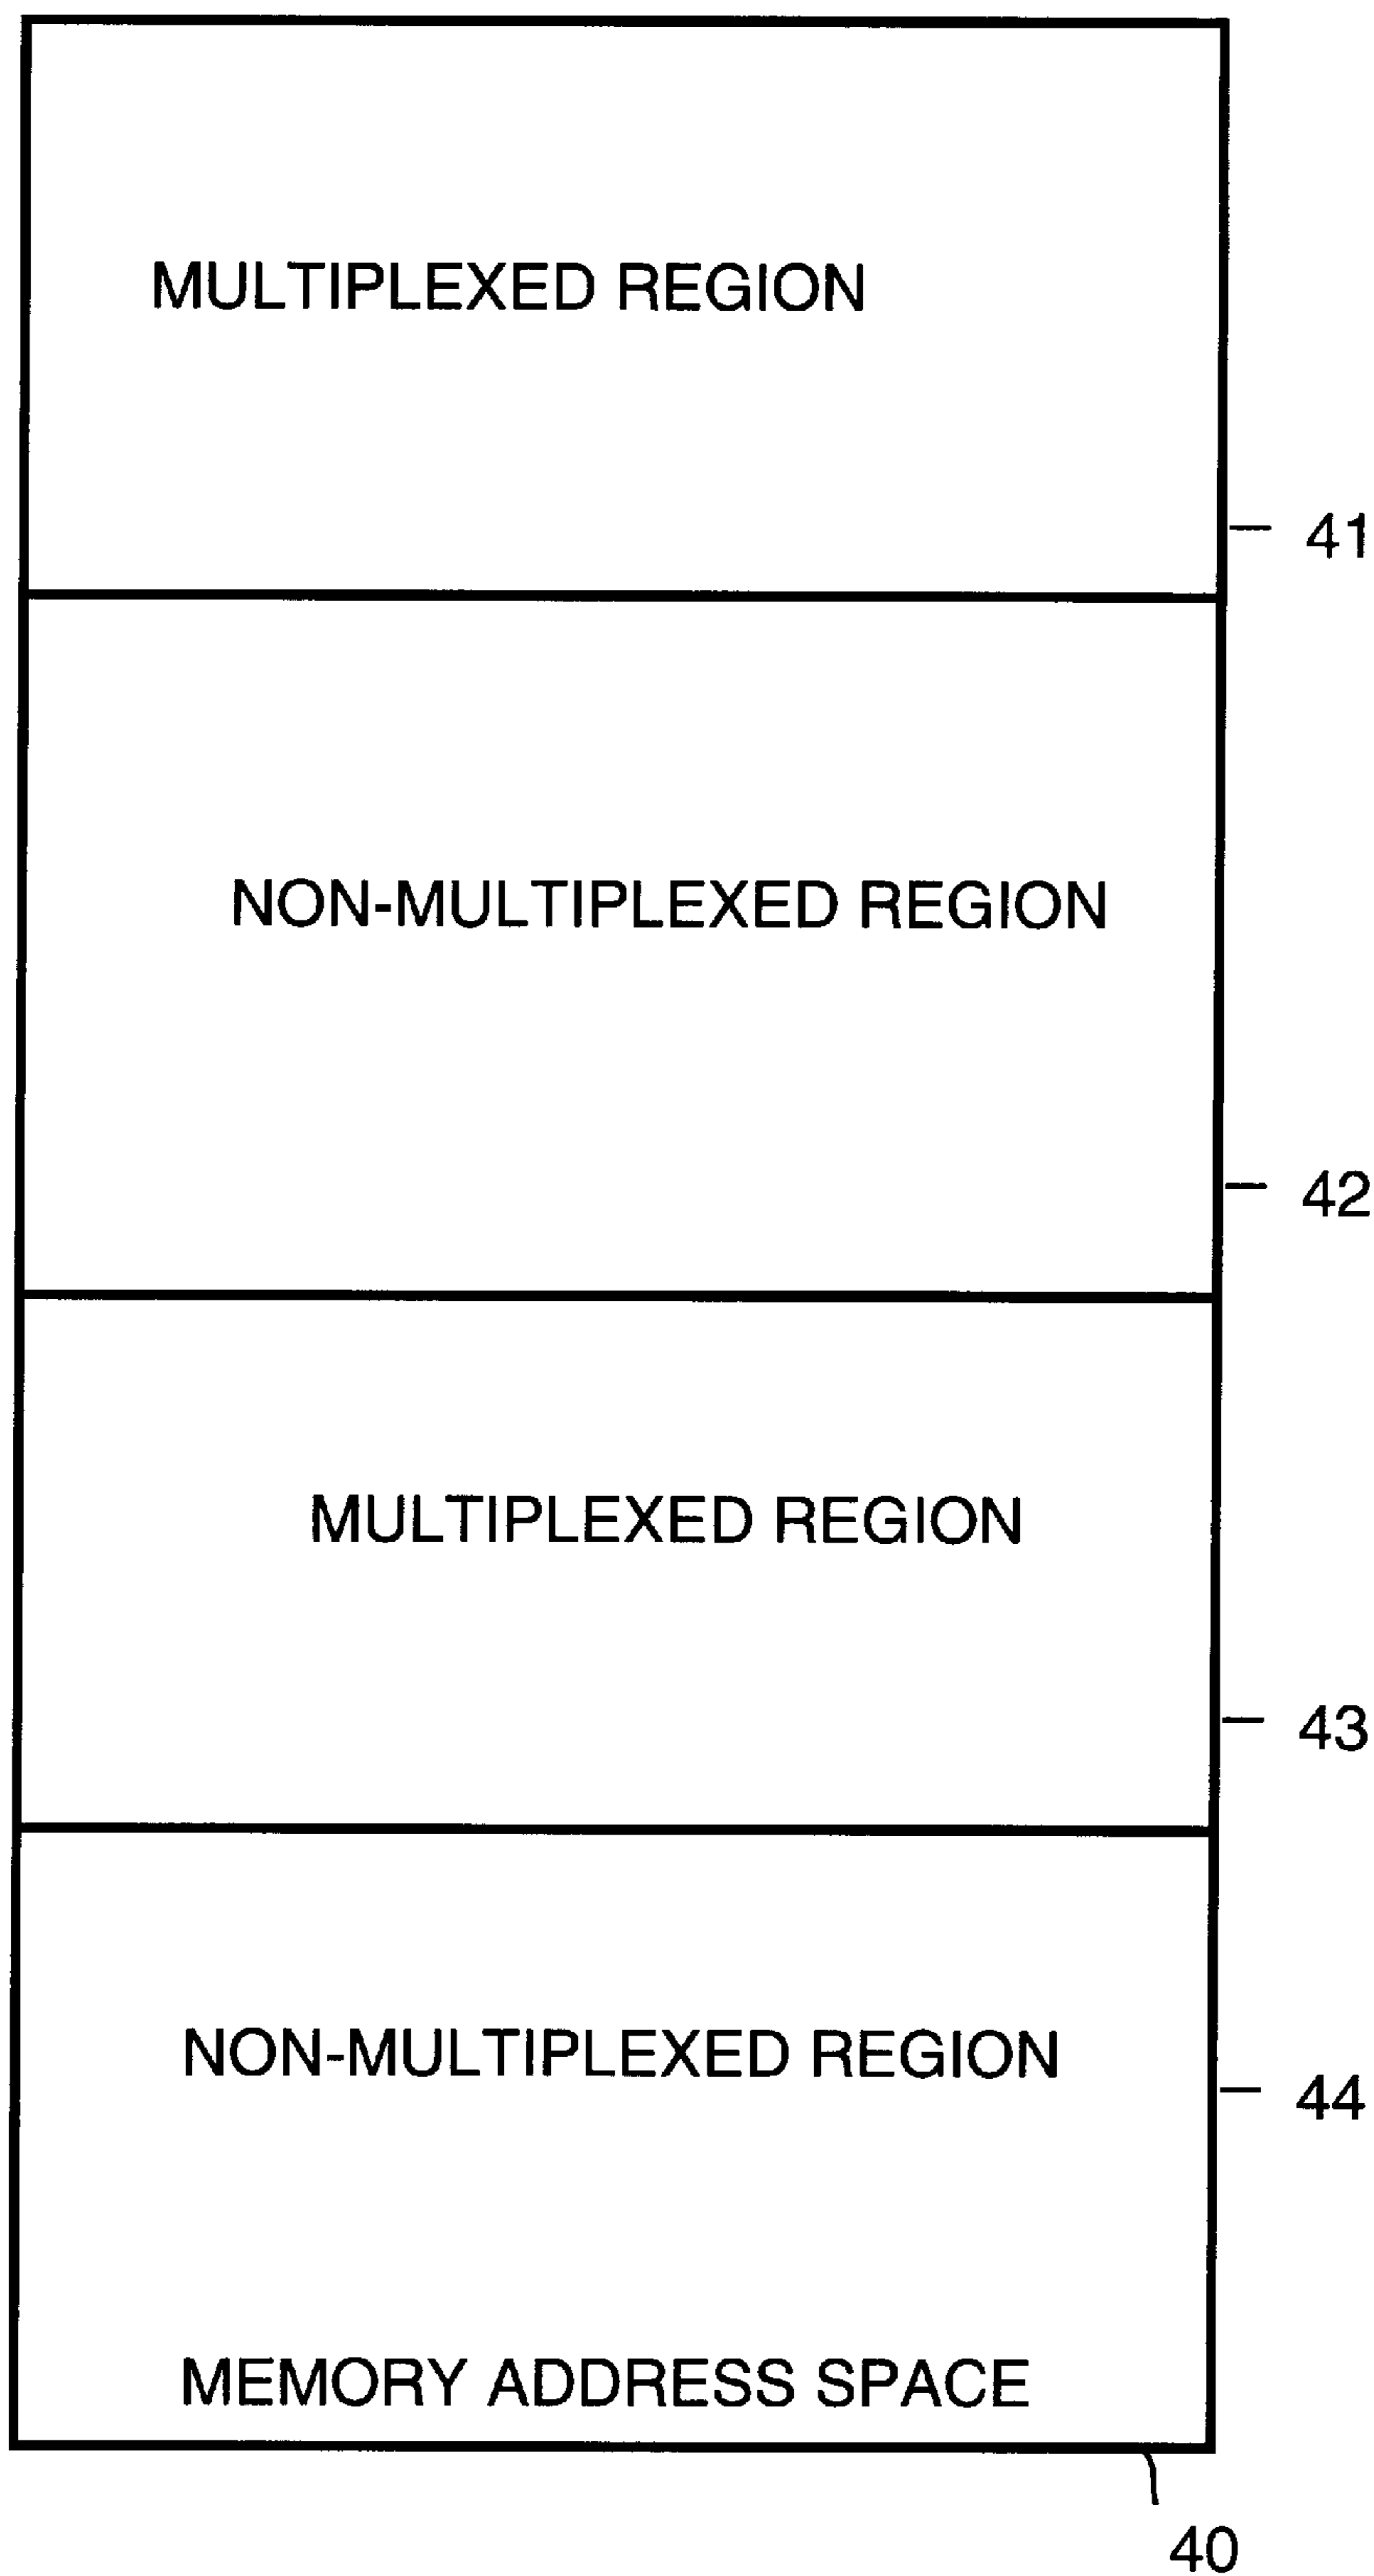 MULTIPLEXED REGION
41
NON-MULTIPLEXED REGION
42
MULTIPLEXED REGION
43
NON-MULTIPLEXED REGION
44
MEMORY ADDRESS SPACE
40